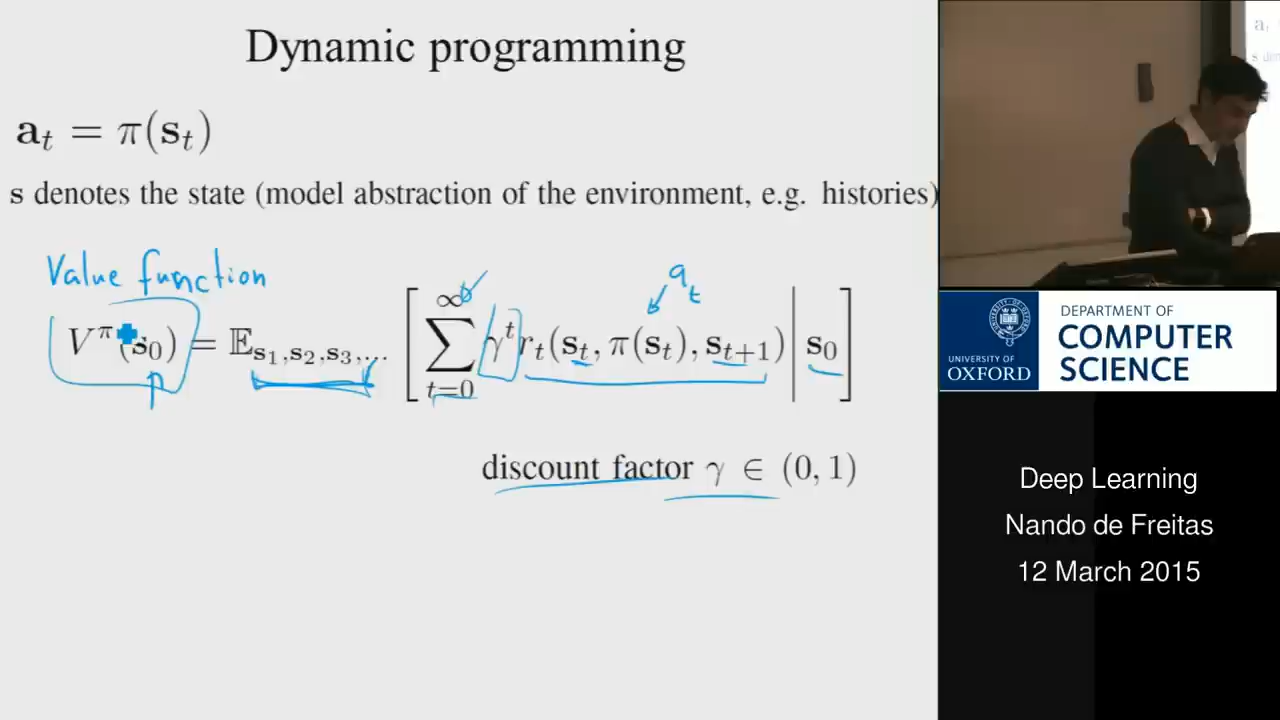 Dynamic programming
a_t = π(s_t)
s denotes the state (model abstraction of the environment, e.g. histories)
Value function
a_t
V^π(s_0) = 𝔼_{s_1,s_2,s_3,...} [ ∑_{t=0}^{∞} γ^t r_t(s_t, π(s_t), s_{t+1}) | s_0 ]
discount factor γ ∈ (0, 1)
UNIVERSITY OF
OXFORD
DEPARTMENT OF
COMPUTER
SCIENCE
Deep Learning
Nando de Freitas
12 March 2015